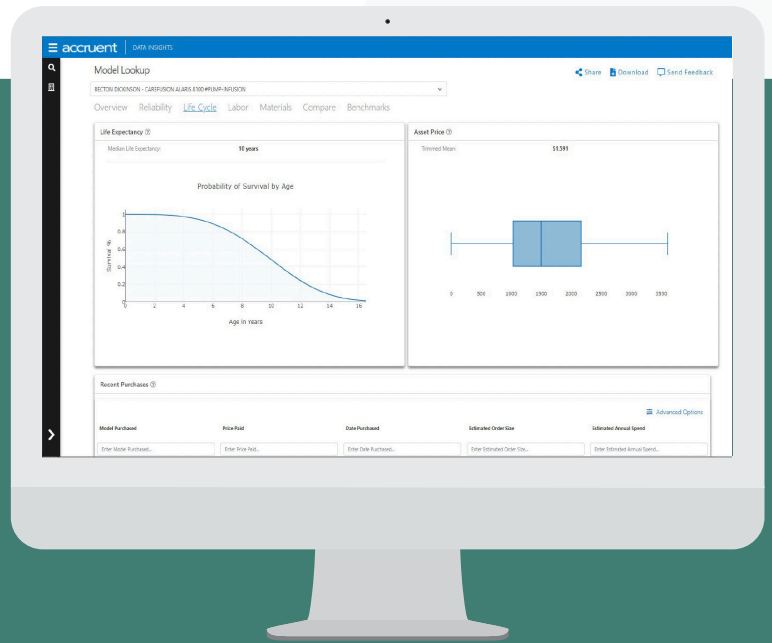 accruent DATA INSIGHTS
Model Lookup
Share Download Send Feedback
BECTON DICKINSON - CAREFUSION ALARIS 8100 #PUMP-INFUSION
Overview Reliability Life Cycle Labor Materials Compare Benchmarks
Life Expectancy
Median Life Expectancy: 10 years
Probability of Survival by Age
Survival %
1
0.8
0.6
0.4
0.2
0
0 2 4 6 8 10 12 14 16
Age in Years
Asset Price
Trimmed Mean: $1,591
0 500 1000 1500 2000 2500 3000 3500
Recent Purchases
Advanced Options
Model Purchased Price Paid Date Purchased Estimated Order Size Estimated Annual Spend
Enter Model Purchased... Enter Price Paid... Enter Date Purchased... Enter Estimated Order Size... Enter Estimated Annual Spend...